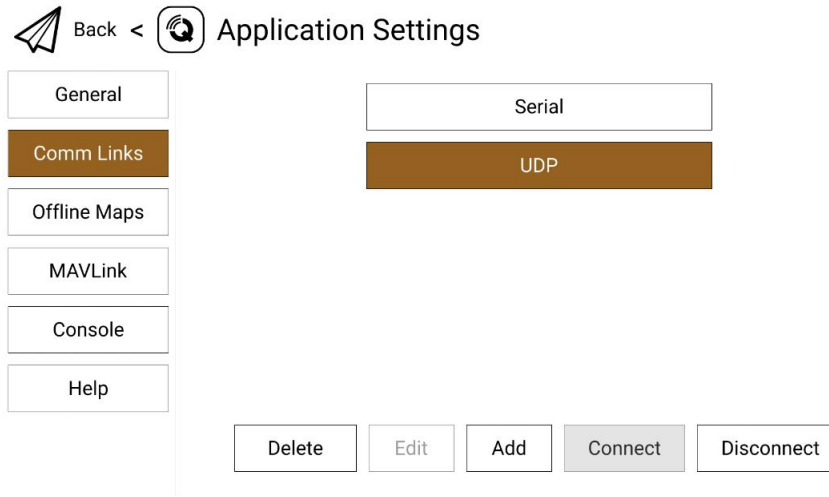 Back < Application Settings
General
Comm Links
Offline Maps
MAVLink
Console
Help
Serial
UDP
Delete Edit Add Connect Disconnect